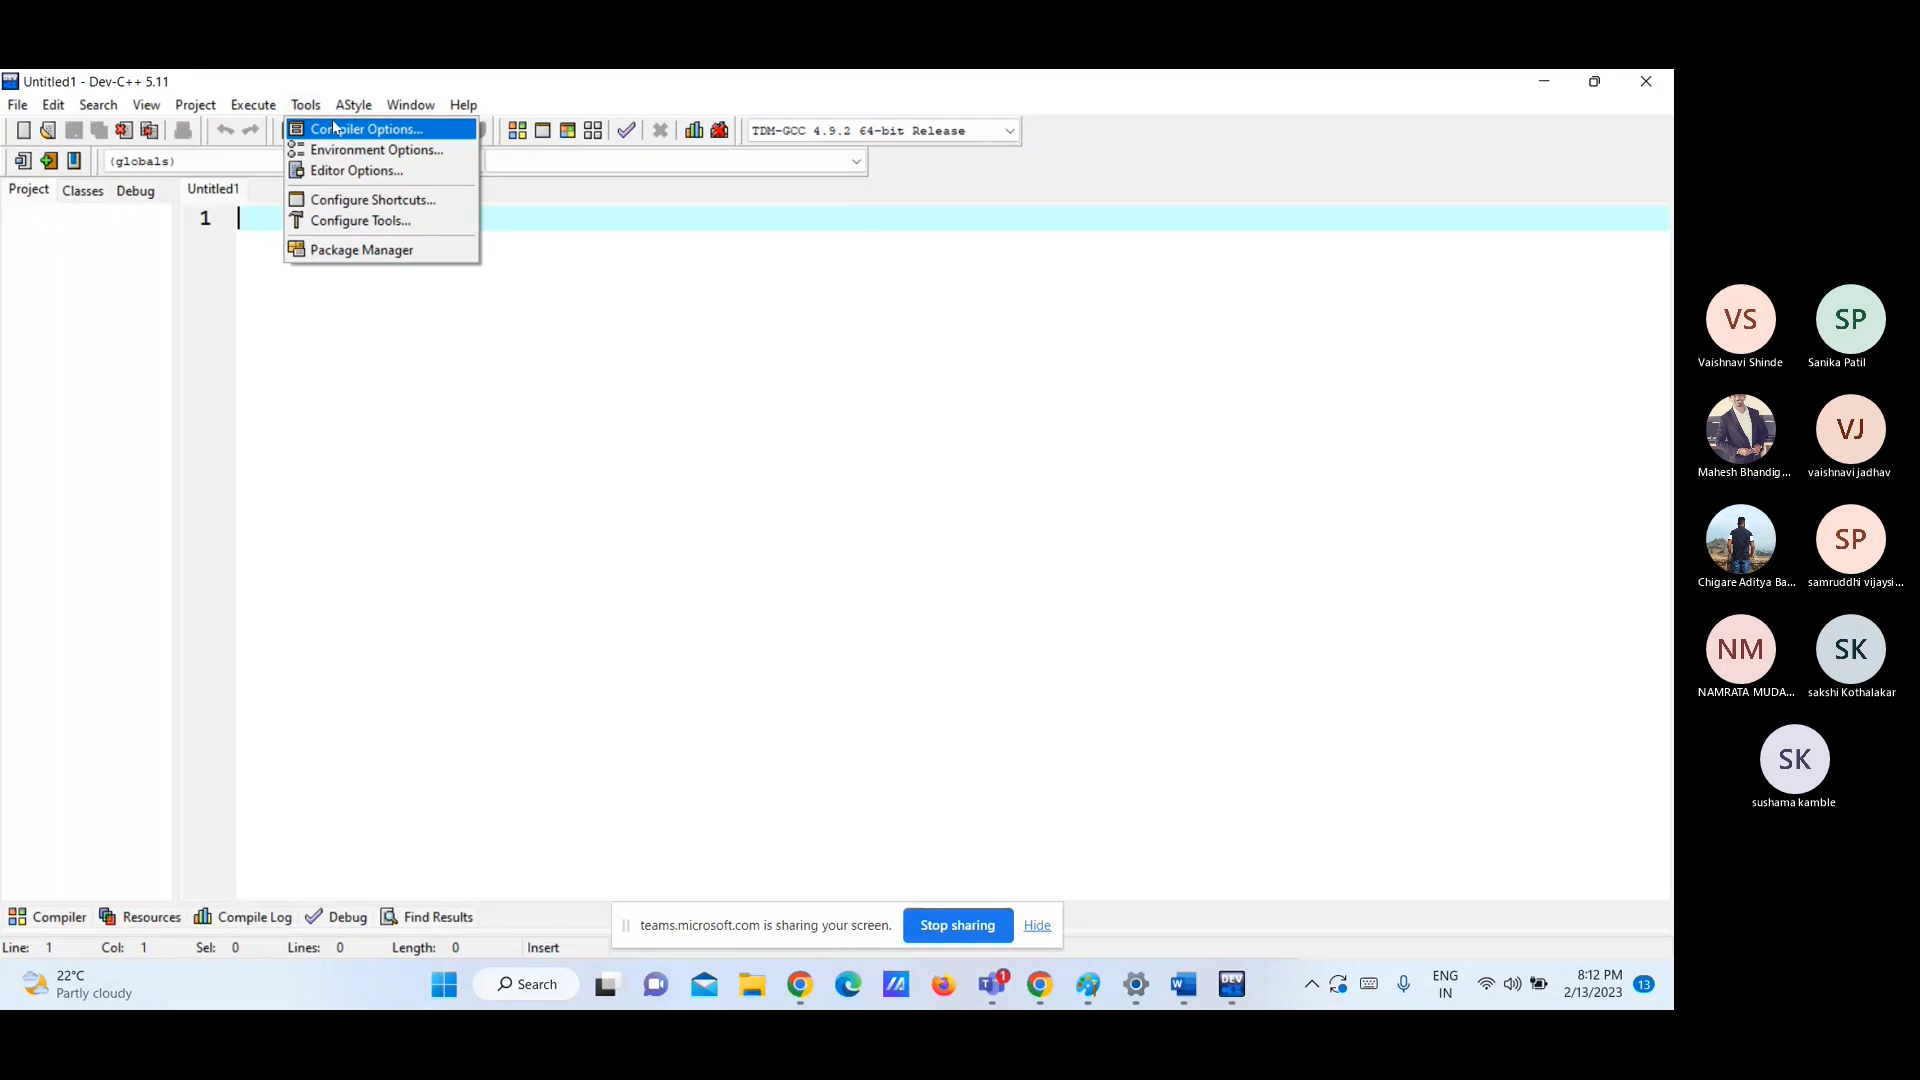 Untitled1 - Dev-C++ 5.11
File Edit Search View Project Execute Tools AStyle Window Help
Compiler Options...
Environment Options...
Editor Options...
Configure Shortcuts...
Configure Tools...
Package Manager
TDM-GCC 4.9.2 64-bit Release
(globals)
Project Classes Debug
Untitled1
1
VS
Vaishnavi Shinde
SP
Sanika Patil
Mahesh Bhandig...
VJ
vaishnavi jadhav
Chigare Aditya Ba...
SP
samruddhi vijaysi...
NM
NAMRATA MUDA...
SK
sakshi Kothalakar
SK
sushama kamble
Compiler Resources Compile Log Debug Find Results
teams.microsoft.com is sharing your screen. Stop sharing Hide
Line: 1 Col: 1 Sel: 0 Lines: 0 Length: 0 Insert
22°C
Partly cloudy
Search
1
DEV
ENG
IN
8:12 PM
2/13/2023
13